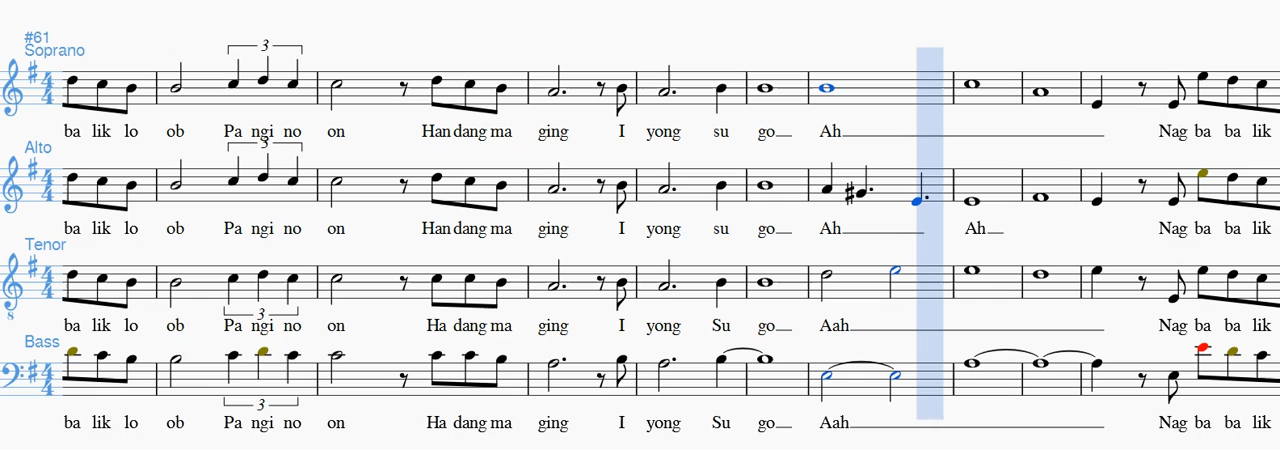 #61
Soprano
3
ba lik lo ob Pa ngi no on Han dang ma ging I yong su go Ah Nag ba ba lik
Alto
3
ba lik lo ob Pa ngi no on Han dang ma ging I yong su go Ah Ah Nag ba ba lik
Tenor
8
3
ba lik lo ob Pa ngi no on Ha dang ma ging I yong Su go Aah Nag ba ba lik
Bass
3
ba lik lo ob Pa ngi no on Ha dang ma ging I yong Su go Aah Nag ba ba lik